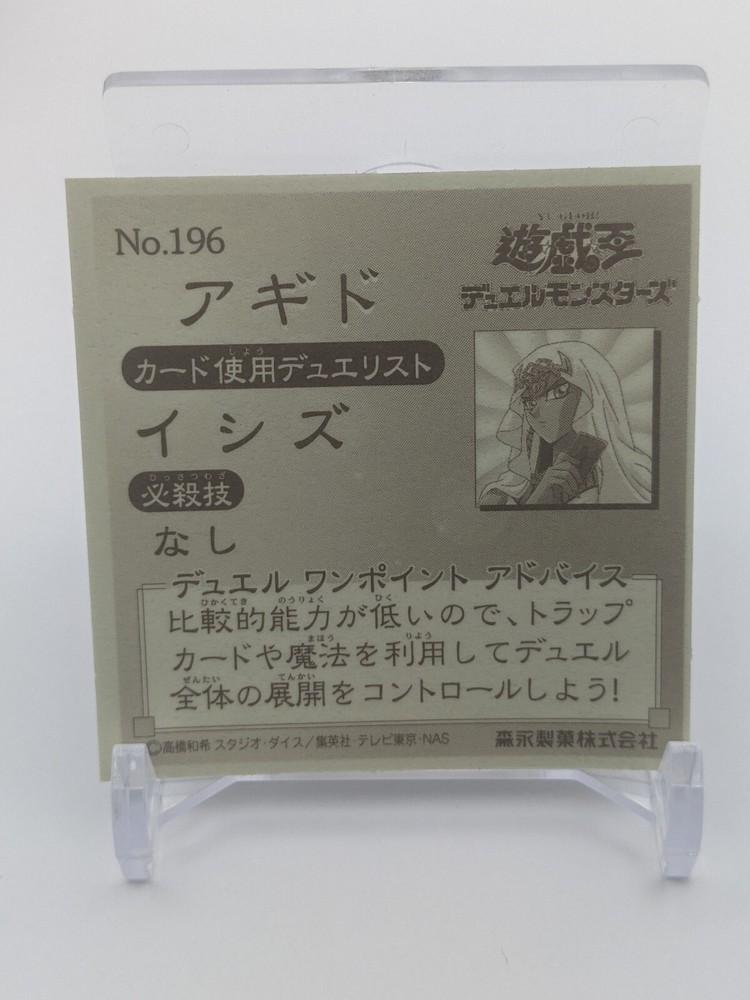 No.196
アギド
カード使用デュエリスト
イシズ
必殺技
なし
遊戯王
デュエルモンスターズ
デュエル ワンポイント アドバイス
比較的能力が低いので、トラップ
カードや魔法を利用してデュエル
全体の展開をコントロールしよう!
©高橋和希 スタジオ・ダイス/集英社・テレビ東京・NAS
森永製菓株式会社